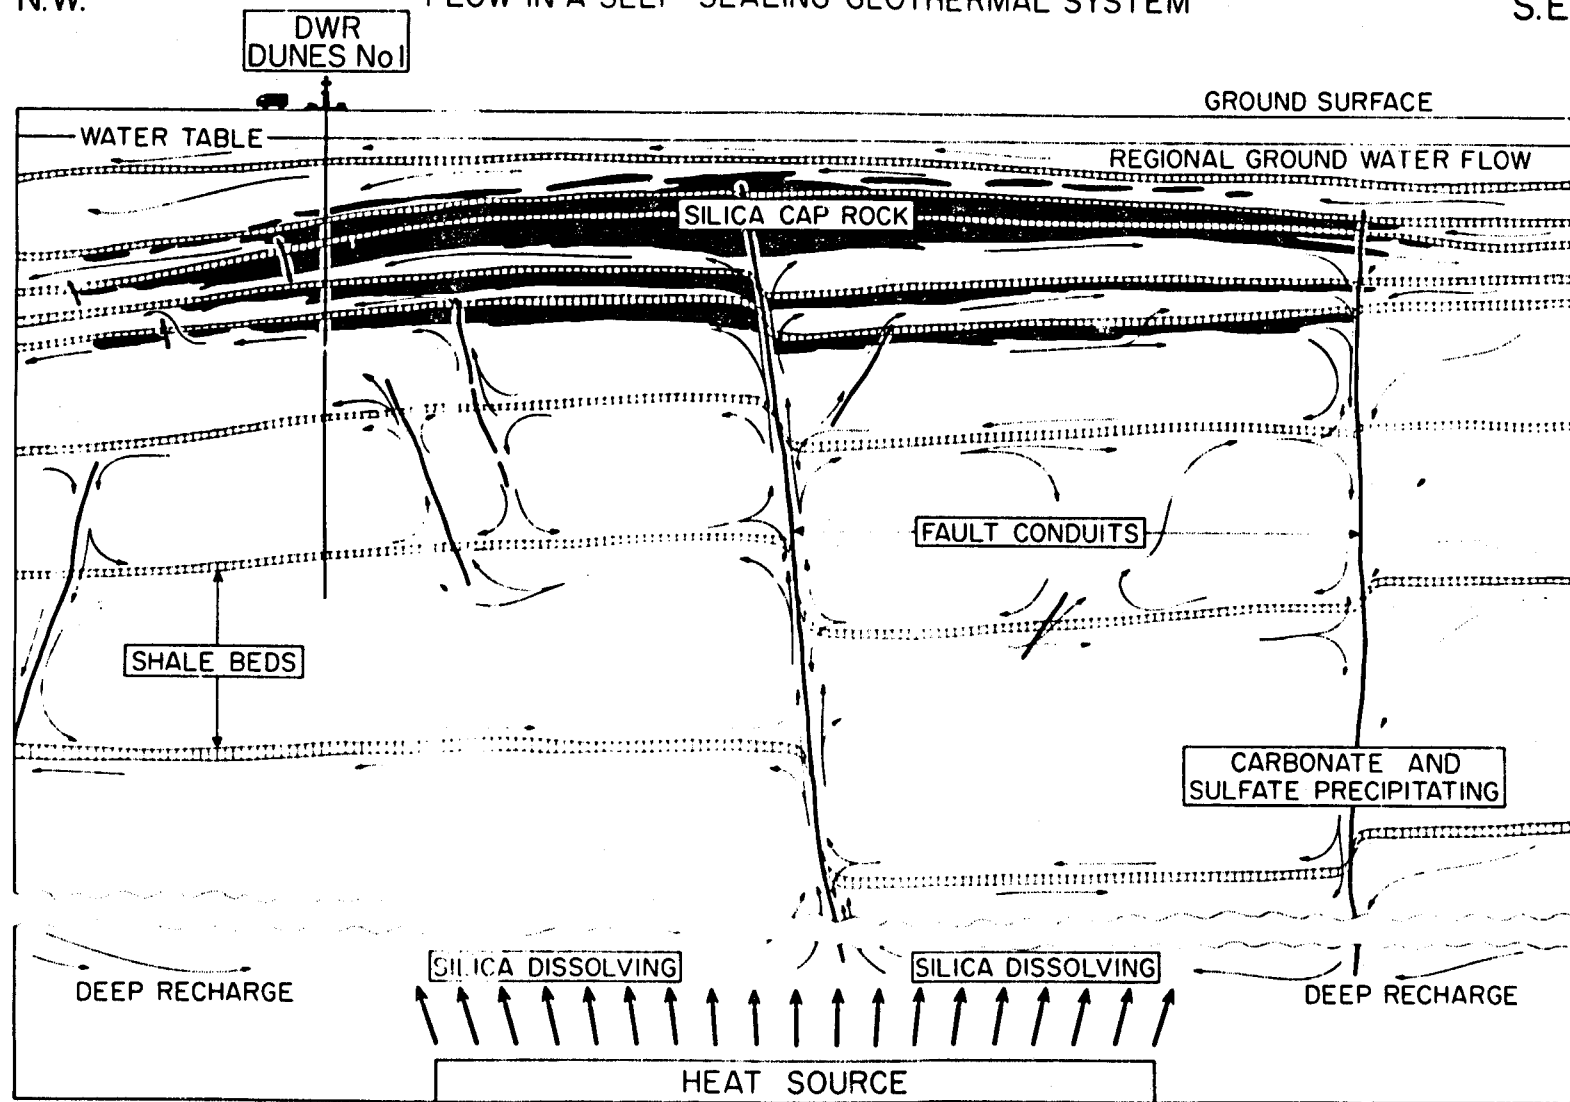 N.W.
FLOW IN A SELF-SEALING GEOTHERMAL SYSTEM
S.E
DWR
DUNES No 1
GROUND SURFACE
WATER TABLE
REGIONAL GROUND WATER FLOW
SILICA CAP ROCK
FAULT CONDUITS
SHALE BEDS
CARBONATE AND
SULFATE PRECIPITATING
SILICA DISSOLVING
SILICA DISSOLVING
DEEP RECHARGE
DEEP RECHARGE
HEAT SOURCE